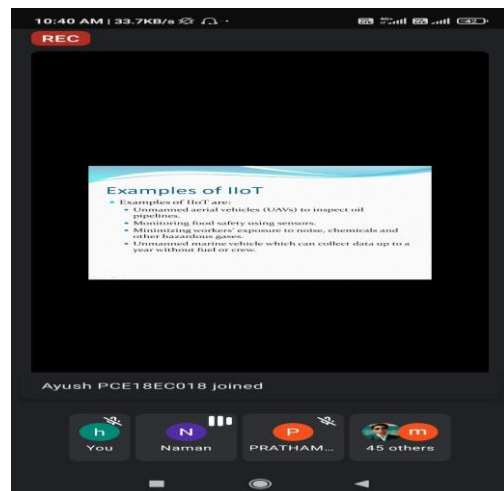 10:40 AM | 33.7KB/s
REC
Examples of IIoT
Examples of IIoT are:
Unmanned aerial vehicles (UAVs) to inspect oil
pipelines.
Monitoring food safety using sensors.
Minimizing workers' exposure to noise, chemicals and
other hazardous gases.
Unmanned marine vehicle which can collect data up to a
year without fuel or crew.
Ayush PCE18EC018 joined
h
N
P
m
You
Naman
PRATHAM...
45 others